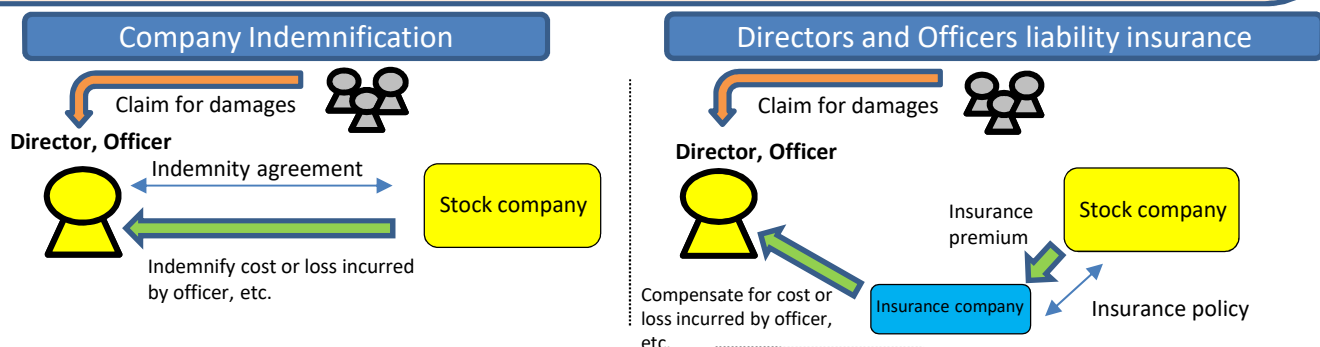 Company Indemnification
Claim for damages
Director, Officer
Indemnity agreement
Stock company
Indemnify cost or loss incurred
by officer, etc.
Directors and Officers liability insurance
Claim for damages
Director, Officer
Insurance
premium
Stock company
Compensate for cost or
loss incurred by officer,
etc.
Insurance company
Insurance policy